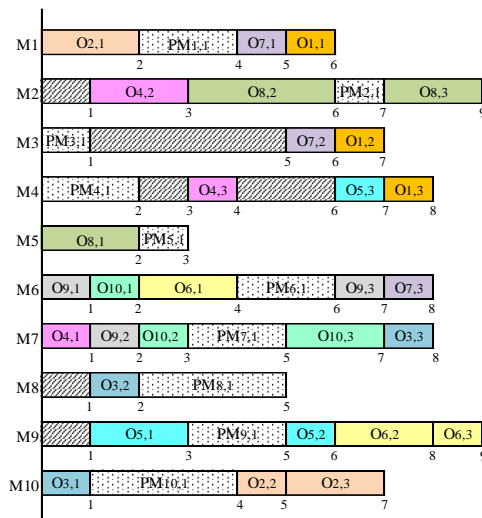 M1 O2,1 PM1,1 O7,1 O1,1
2 4 5 6
M2 O4,2 O8,2 PM2,1 O8,3
1 3 6 7 9
M3 PM3,1 O7,2 O1,2
1 5 6 7
M4 PM4,1 O4,3 O5,3 O1,3
2 3 4 6 7 8
M5 O8,1 PM5,1
2 3
M6 O9,1 O10,1 O6,1 PM6,1 O9,3 O7,3
1 2 4 6 7 8
M7 O4,1 O9,2 O10,2 PM7,1 O10,3 O3,3
1 2 3 5 7 8
M8 O3,2 PM8,1
1 2 5
M9 O5,1 PM9,1 O5,2 O6,2 O6,3
1 3 5 6 8 9
M10 O3,1 PM10,1 O2,2 O2,3
1 4 5 7